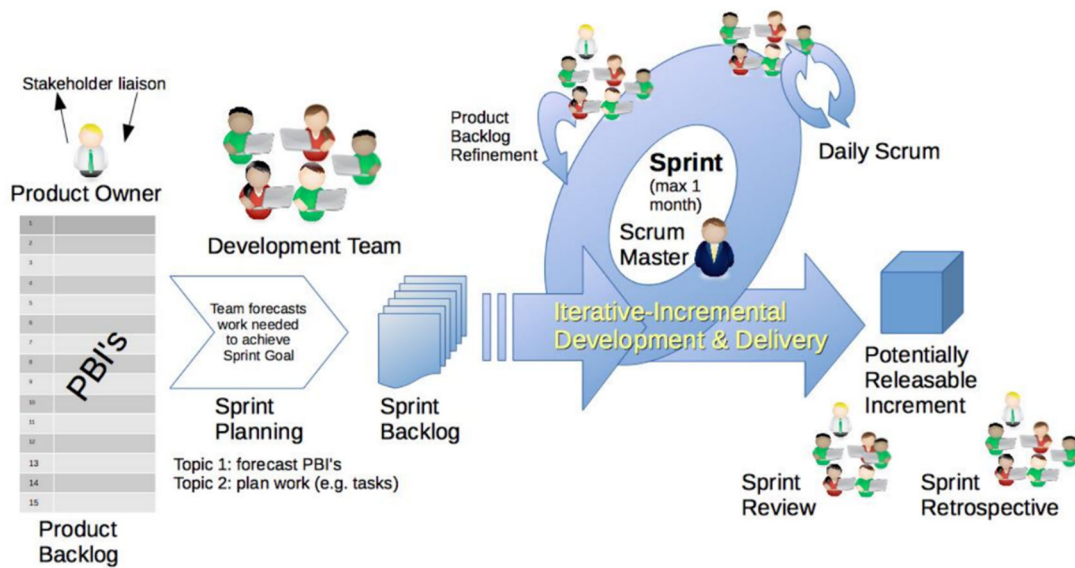 Stakeholder liaison
Product Owner
1
2
3
4
5
6
7
8
9
10
11
12
13
14
15
PBI's
Product
Backlog
Development Team
Team forecasts
work needed
to achieve
Sprint Goal
Sprint
Planning
Topic 1: forecast PBI's
Topic 2: plan work (e.g. tasks)
Sprint
Backlog
Product
Backlog
Refinement
Sprint
(max 1
month)
Scrum
Master
Daily Scrum
Iterative-Incremental
Development & Delivery
Potentially
Releasable
Increment
Sprint
Review
Sprint
Retrospective